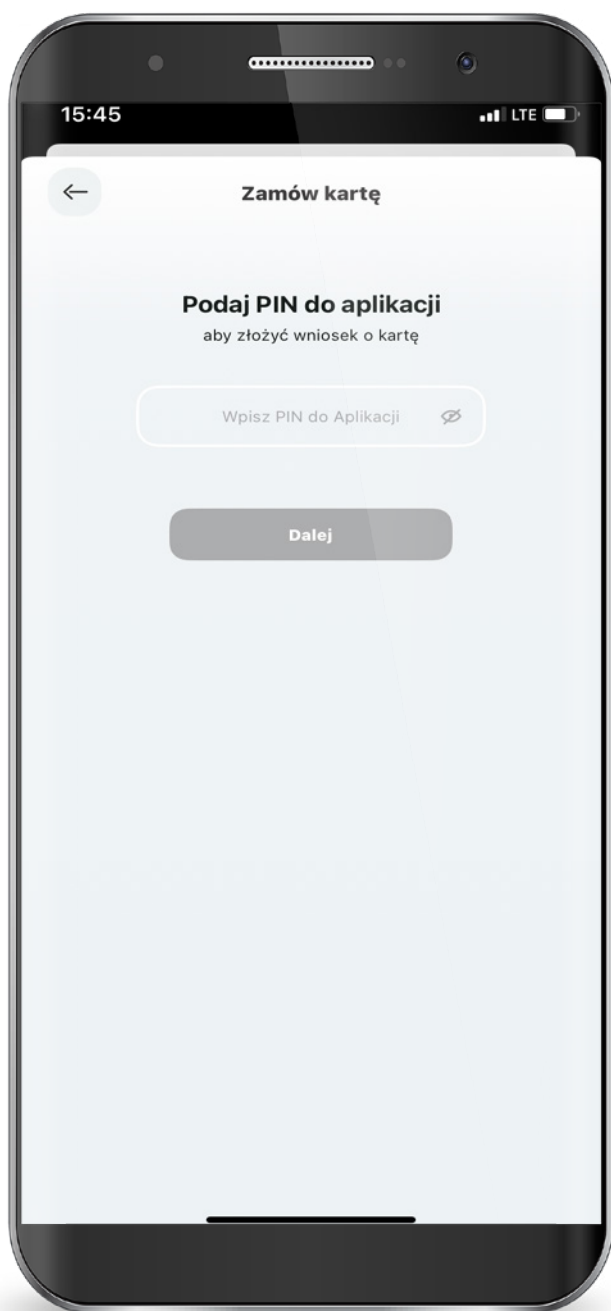 15:45
LTE
Zamów kartę
Podaj PIN do aplikacji
aby złożyć wniosek o kartę
Wpisz PIN do Aplikacji
Dalej